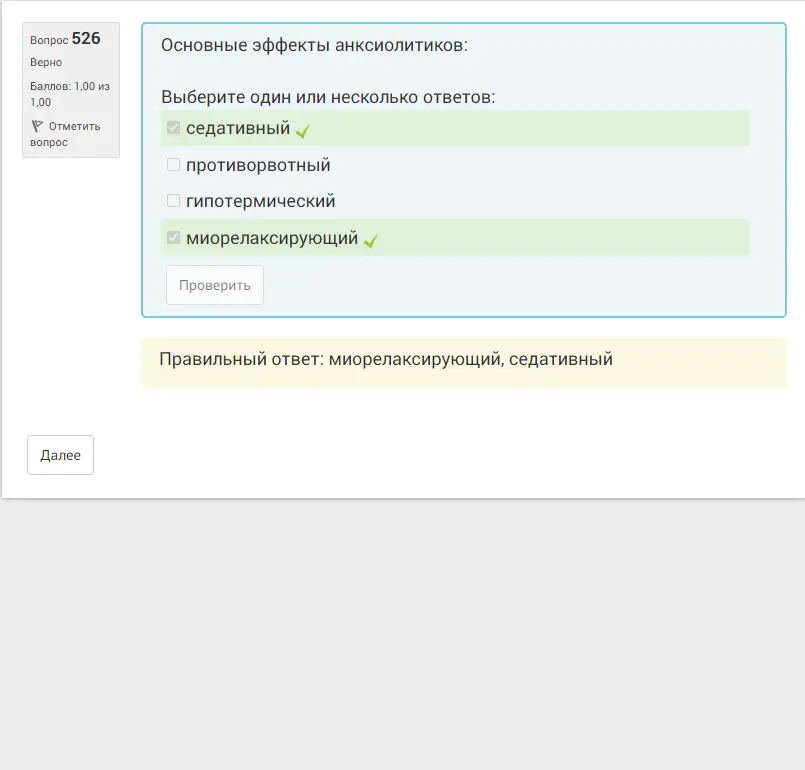 Вопрос 526
Верно
Баллов: 1,00 из
1,00
Отметить
вопрос
Основные эффекты анксиолитиков:
Выберите один или несколько ответов:
седативный
противорвотный
гипотермический
миорелаксирующий
Проверить
Правильный ответ: миорелаксирующий, седативный
Далее